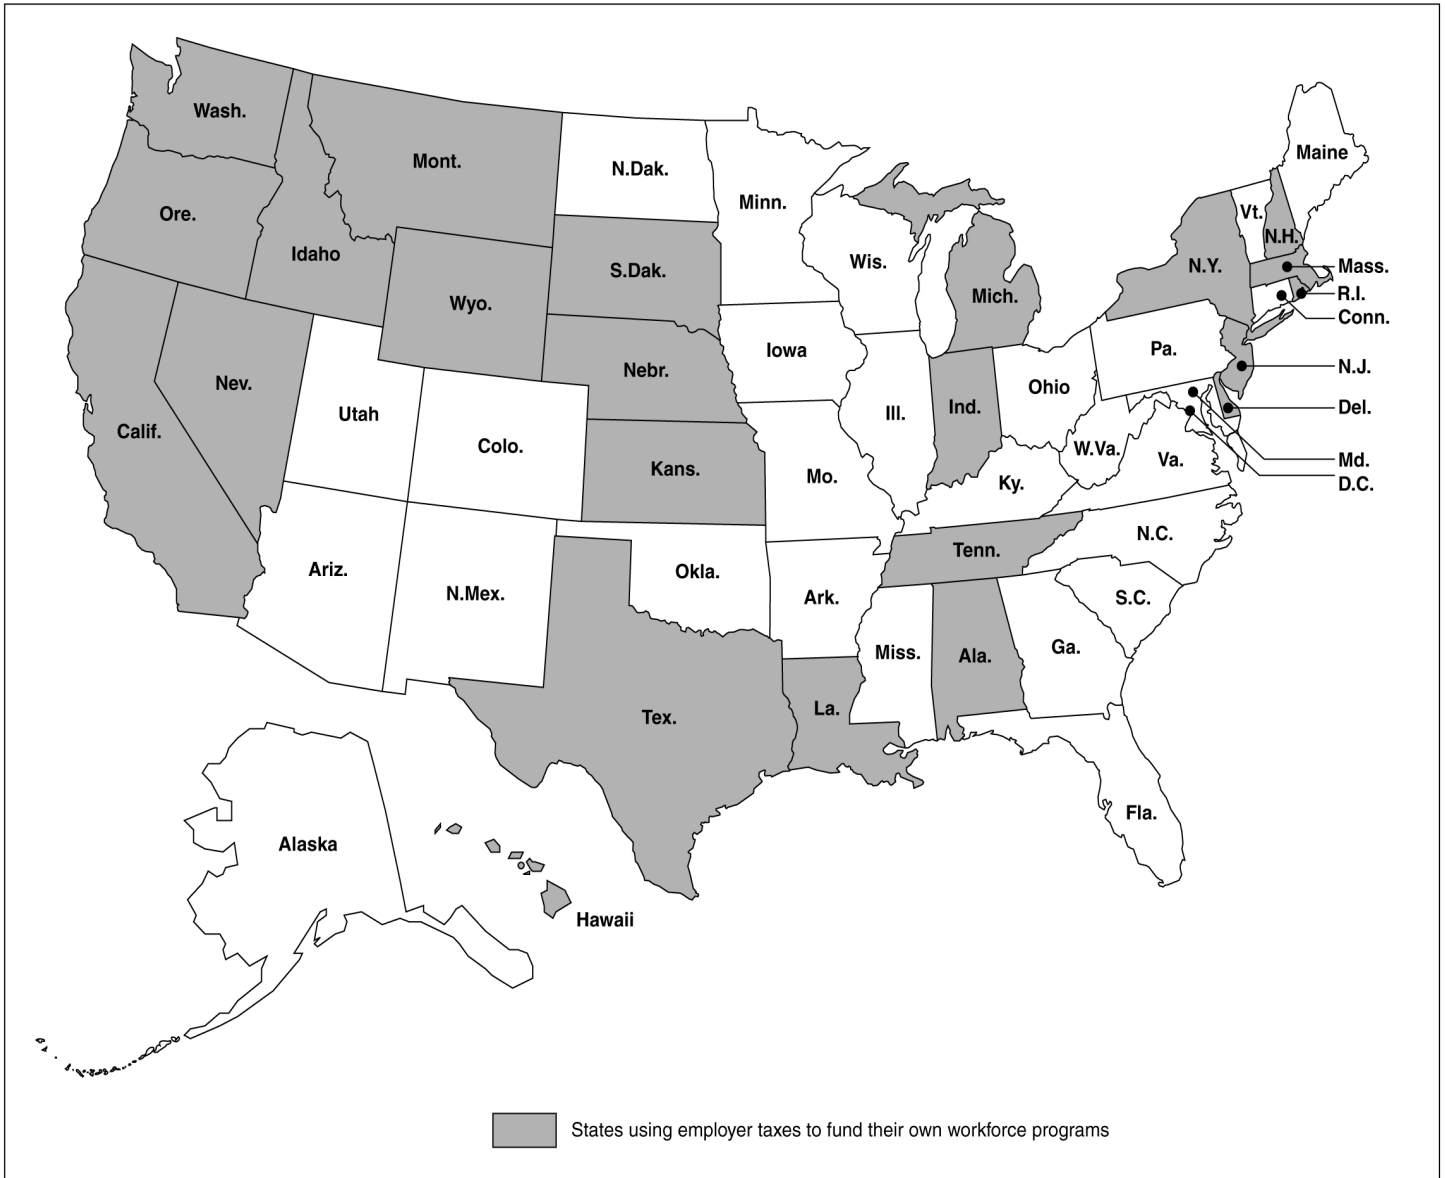 Wash.
Mont.
N.Dak.
Minn.
Maine
Ore.
Idaho
S.Dak.
Wis.
Vt.
N.H.
N.Y.
Mass.
R.I.
Conn.
Wyo.
Mich.
Iowa
Pa.
Nebr.
Nev.
Utah
Ohio
N.J.
Ill.
Ind.
Del.
Calif.
Colo.
Kans.
Mo.
W.Va.
Va.
Md.
D.C.
Ky.
Ariz.
N.Mex.
Okla.
Tenn.
N.C.
Ark.
S.C.
Miss.
Ala.
Ga.
Tex.
La.
Fla.
Alaska
Hawaii
States using employer taxes to fund their own workforce programs